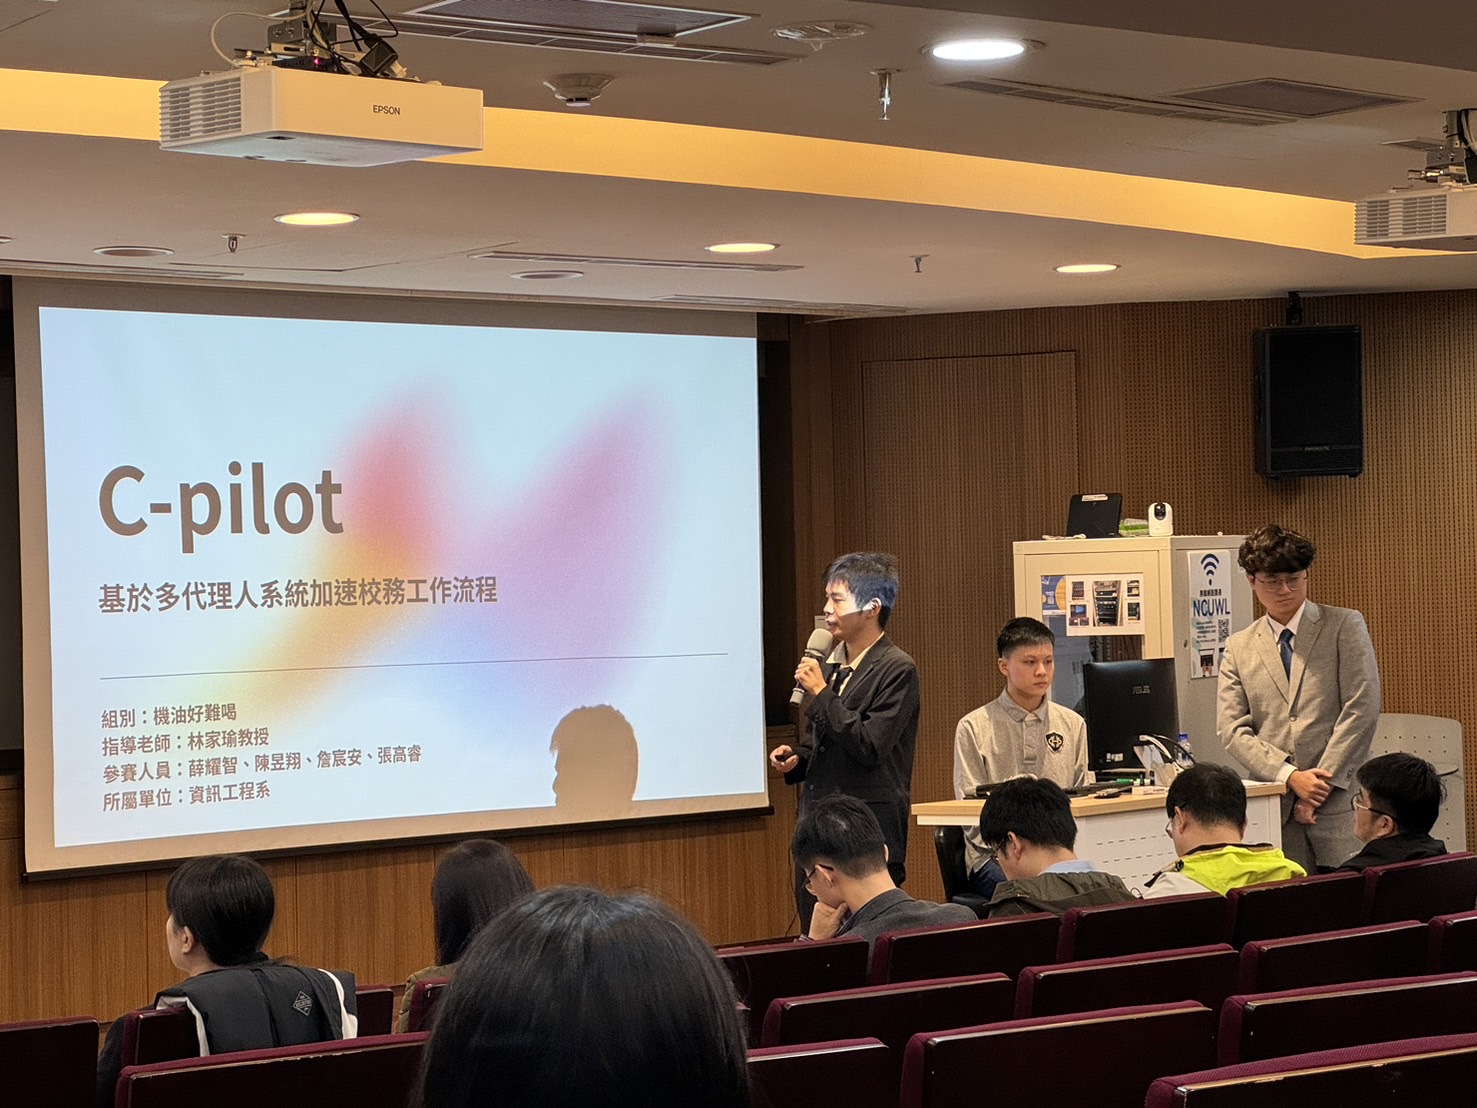 EPSON
C-pilot
基於多代理人系統加速校務工作流程
組別：機油好難喝
指導老師：林家瑜教授
參賽人員：薛耀智、陳昱翔、詹宸安、張高睿
所屬單位：資訊工程系
NCUWL
ASUS